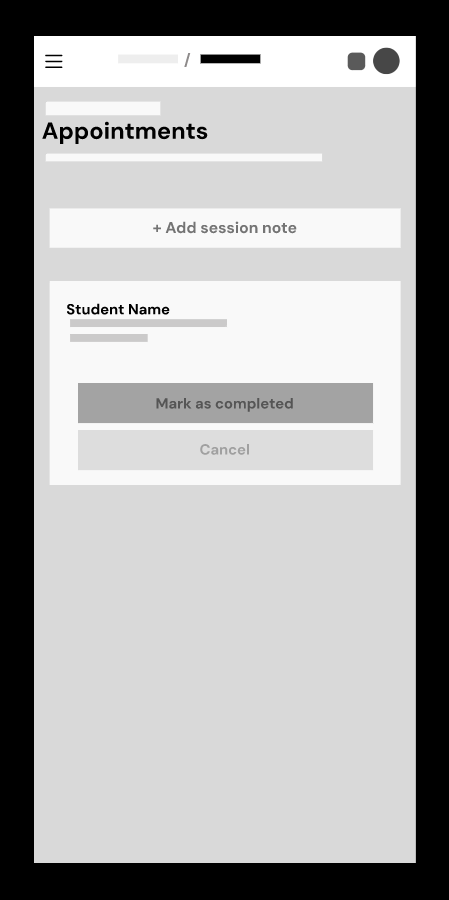 /
Appointments
+ Add session note
Student Name
Mark as completed
Cancel